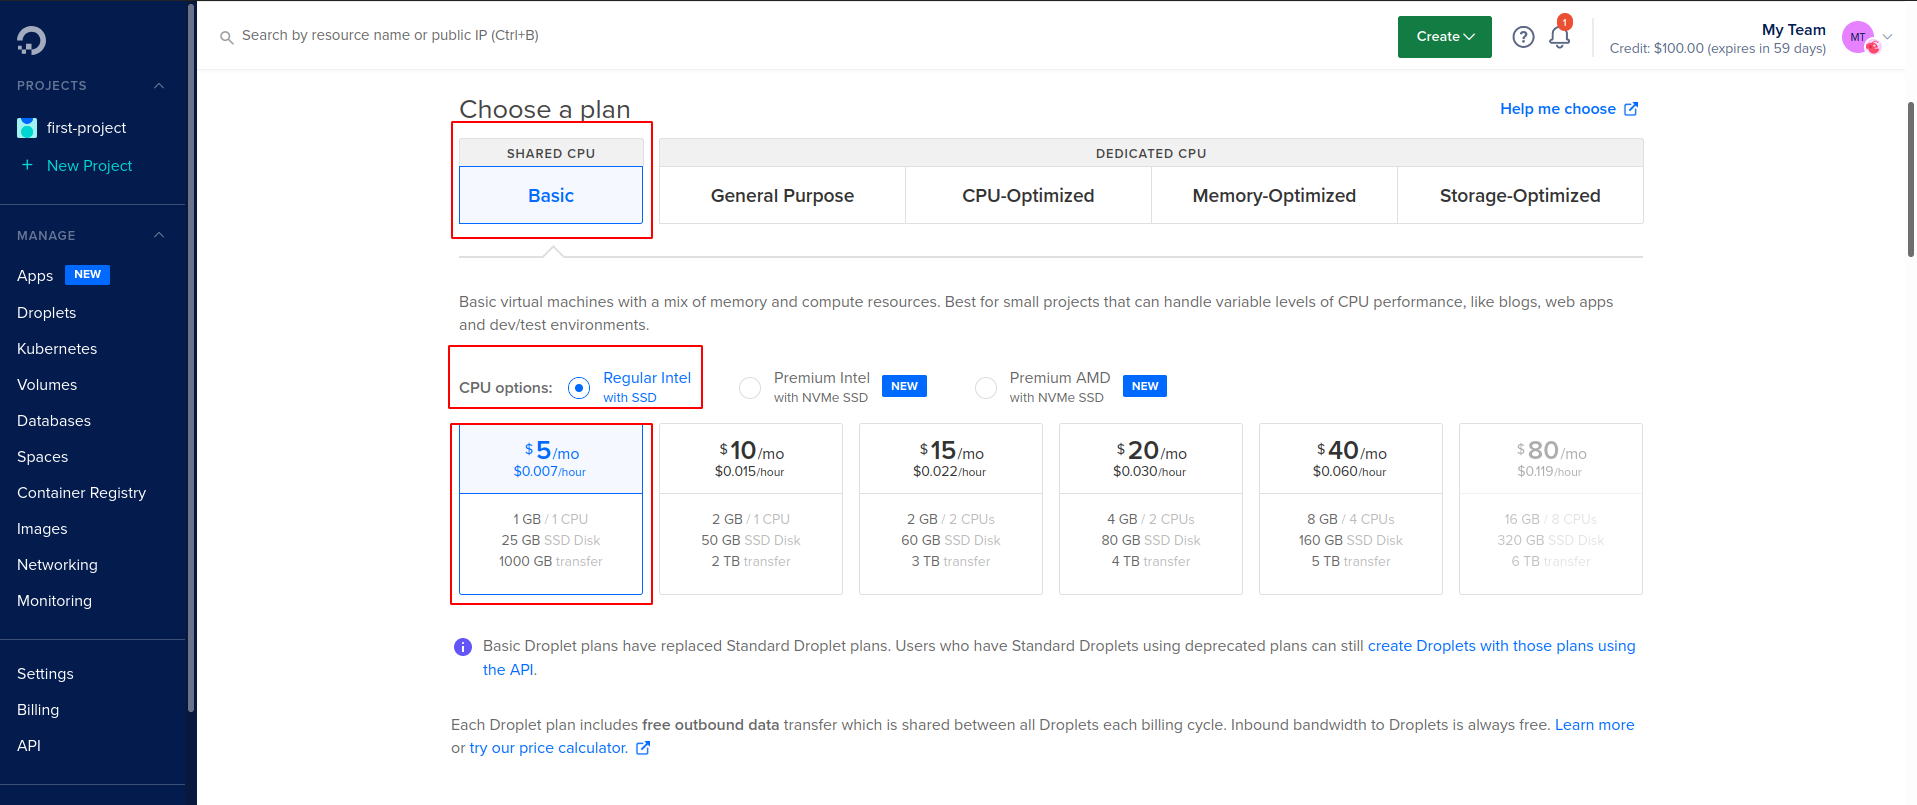 Search by resource name or public IP (Ctrl+B)
Create
1
My Team
Credit: $100.00 (expires in 59 days)
MT
PROJECTS
first-project
+ New Project
MANAGE
Apps NEW
Droplets
Kubernetes
Volumes
Databases
Spaces
Container Registry
Images
Networking
Monitoring
Settings
Billing
API
Choose a plan
Help me choose
SHARED CPU
DEDICATED CPU
Basic
General Purpose
CPU-Optimized
Memory-Optimized
Storage-Optimized
Basic virtual machines with a mix of memory and compute resources. Best for small projects that can handle variable levels of CPU performance, like blogs, web apps
and dev/test environments.
CPU options:
Regular Intel
with SSD
Premium Intel
with NVMe SSD
NEW
Premium AMD
with NVMe SSD
NEW
$5/mo
$0.007/hour
1 GB / 1 CPU
25 GB SSD Disk
1000 GB transfer
$10/mo
$0.015/hour
2 GB / 1 CPU
50 GB SSD Disk
2 TB transfer
$15/mo
$0.022/hour
2 GB / 2 CPUs
60 GB SSD Disk
3 TB transfer
$20/mo
$0.030/hour
4 GB / 2 CPUs
80 GB SSD Disk
4 TB transfer
$40/mo
$0.060/hour
8 GB / 4 CPUs
160 GB SSD Disk
5 TB transfer
$80/mo
$0.119/hour
16 GB / 8 CPUs
320 GB SSD Disk
6 TB transfer
Basic Droplet plans have replaced Standard Droplet plans. Users who have Standard Droplets using deprecated plans can still create Droplets with those plans using
the API.
Each Droplet plan includes free outbound data transfer which is shared between all Droplets each billing cycle. Inbound bandwidth to Droplets is always free. Learn more
or try our price calculator.